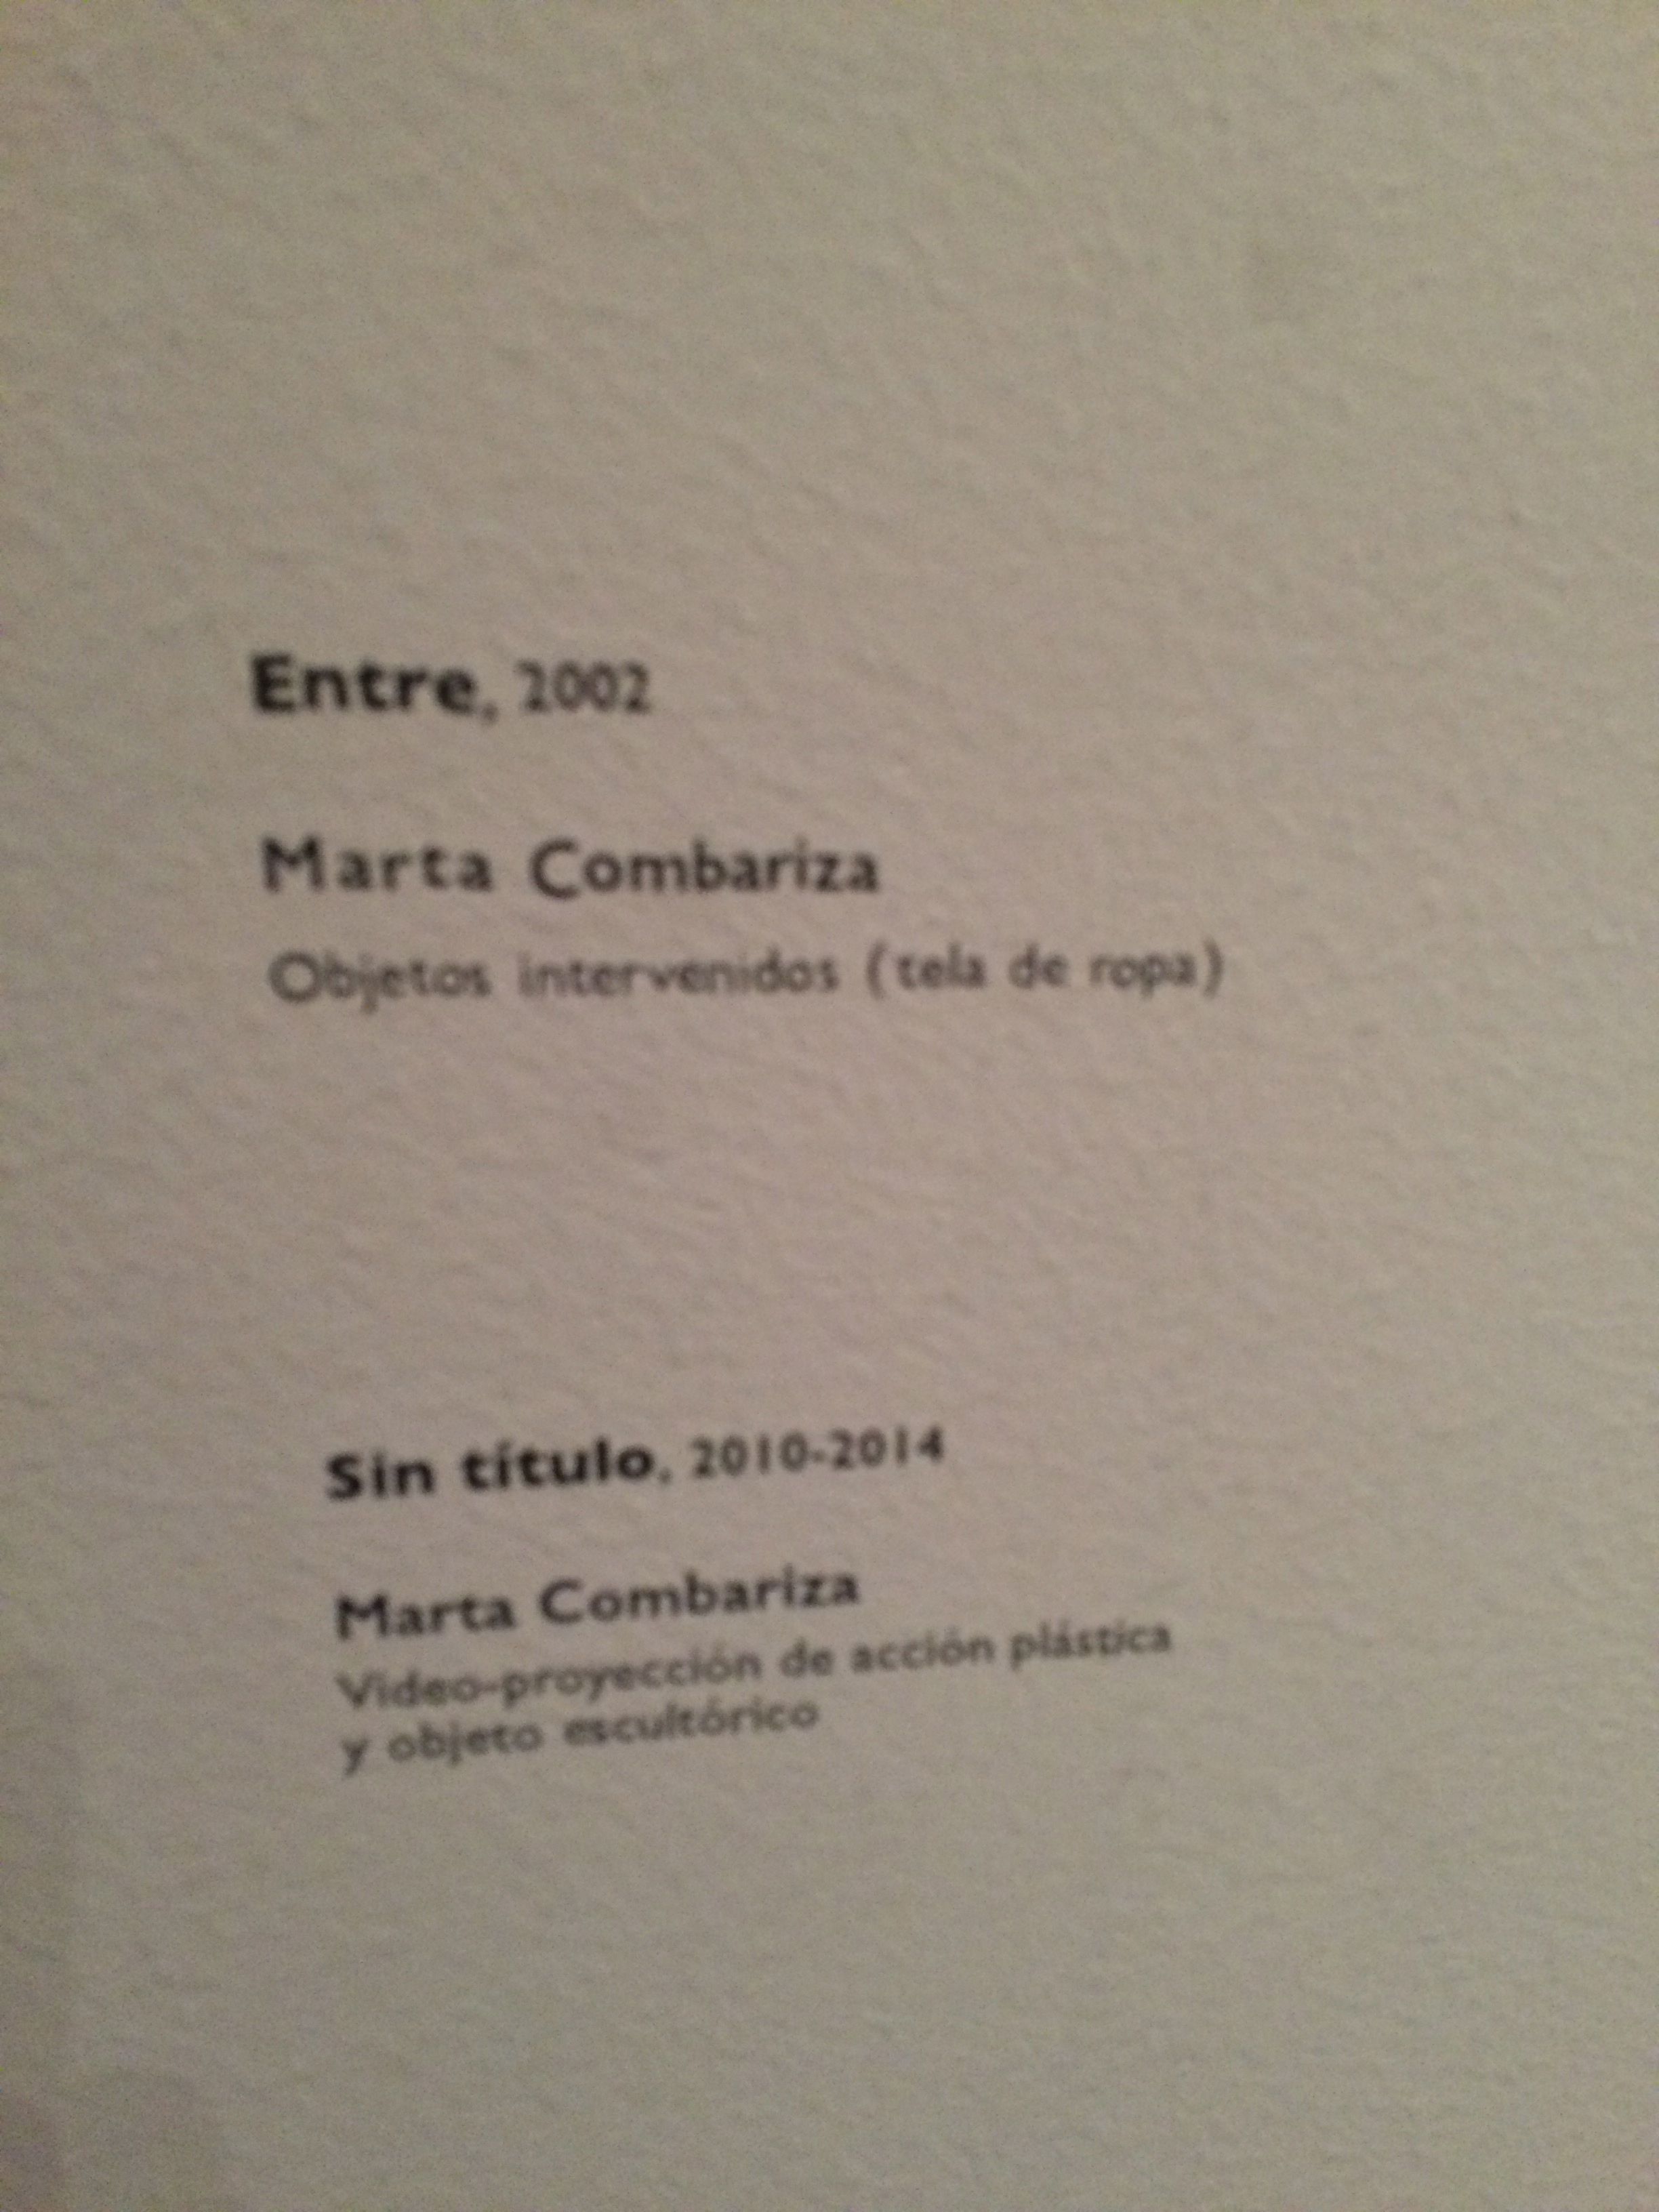 Entre, 2002
Marta Combariza
Objetos intervenidos (tela de ropa)
Sin título, 2010-2014
Marta Combariza
Video-proyección de acción plástica
y objeto escultórico